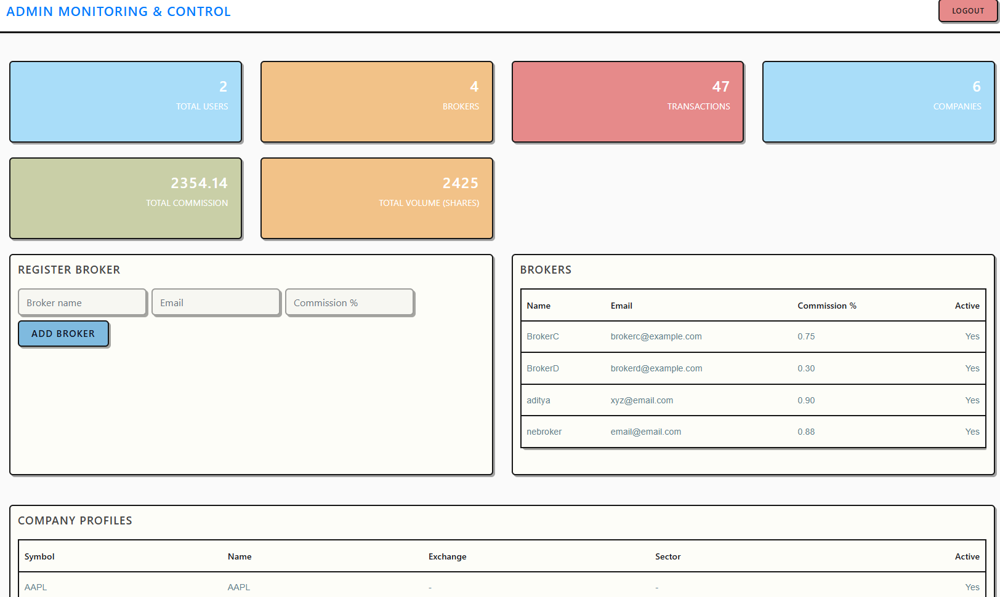 ADMIN MONITORING & CONTROL
LOGOUT
2
TOTAL USERS
4
BROKERS
47
TRANSACTIONS
6
COMPANIES
2354.14
TOTAL COMMISSION
2425
TOTAL VOLUME (SHARES)
REGISTER BROKER
Broker name Email Commission %
ADD BROKER
BROKERS
Name Email Commission % Active
BrokerC brokerc@example.com 0.75 Yes
BrokerD brokerd@example.com 0.30 Yes
aditya xyz@email.com 0.90 Yes
nebroker email@email.com 0.88 Yes
COMPANY PROFILES
Symbol Name Exchange Sector Active
AAPL AAPL - - Yes